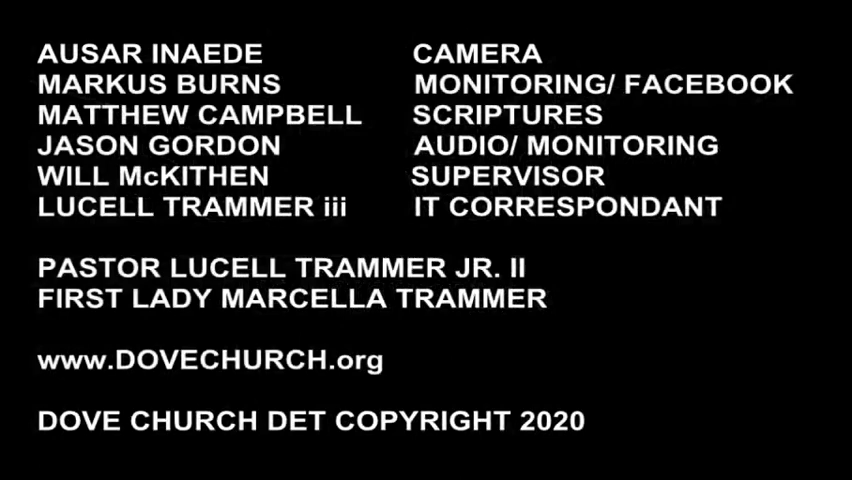 AUSAR INAEDE CAMERA
MARKUS BURNS MONITORING/ FACEBOOK
MATTHEW CAMPBELL SCRIPTURES
JASON GORDON AUDIO/ MONITORING
WILL McKITHEN SUPERVISOR
LUCELL TRAMMER iii IT CORRESPONDANT
PASTOR LUCELL TRAMMER JR. II
FIRST LADY MARCELLA TRAMMER
www.DOVECHURCH.org
DOVE CHURCH DET COPYRIGHT 2020